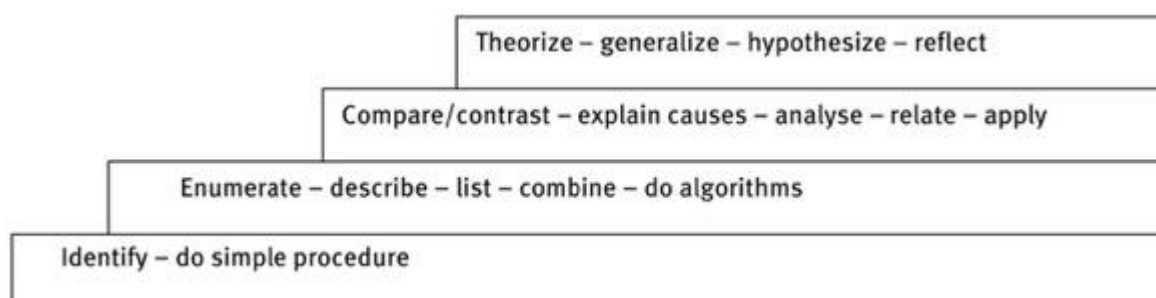 Theorize – generalize – hypothesize – reflect
Compare/contrast – explain causes – analyse – relate – apply
Enumerate – describe – list – combine – do algorithms
Identify – do simple procedure